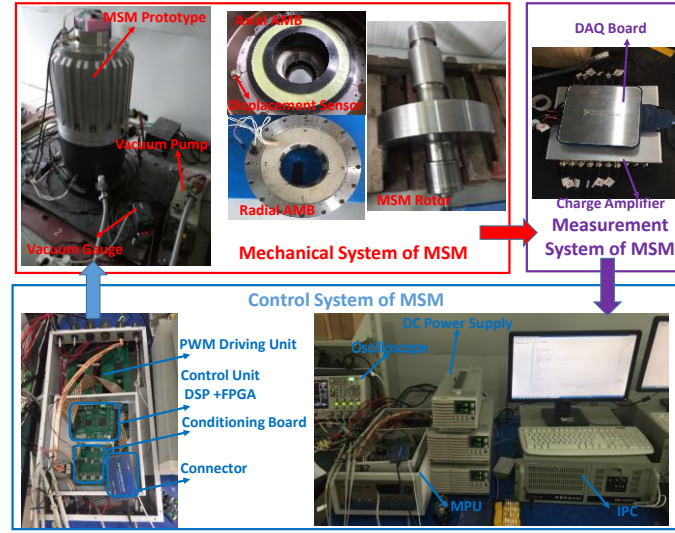 MSM Prototype
Vacuum Pump
Vacuum Gauge
Axial AMB
Displacement Sensor
Radial AMB
MSM Rotor
Mechanical System of MSM
DAQ Board
Charge Amplifier
Measurement
System of MSM
Control System of MSM
PWM Driving Unit
Control Unit
DSP +FPGA
Conditioning Board
Connector
DC Power Supply
Oscilloscope
MPU
IPC